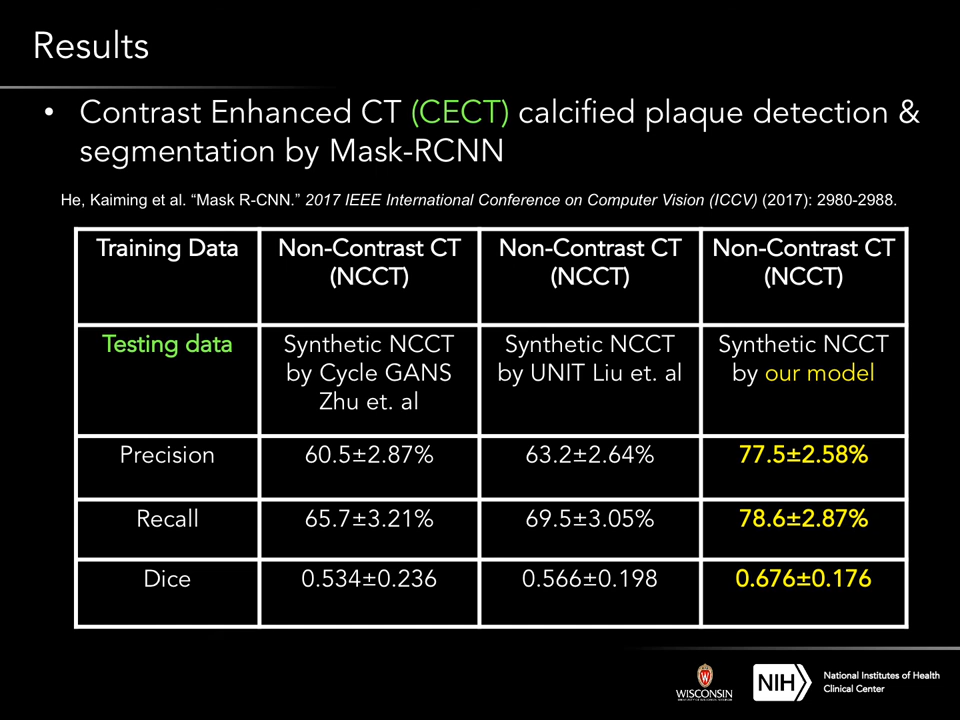 Results
• Contrast Enhanced CT (CECT) calcified plaque detection &
segmentation by Mask-RCNN
He, Kaiming et al. “Mask R-CNN.” 2017 IEEE International Conference on Computer Vision (ICCV) (2017): 2980-2988.
Training Data
Non-Contrast CT
(NCCT)
Non-Contrast CT
(NCCT)
Non-Contrast CT
(NCCT)
Testing data
Synthetic NCCT
by Cycle GANS
Zhu et. al
Synthetic NCCT
by UNIT Liu et. al
Synthetic NCCT
by our model
Precision
60.5±2.87%
63.2±2.64%
77.5±2.58%
Recall
65.7±3.21%
69.5±3.05%
78.6±2.87%
Dice
0.534±0.236
0.566±0.198
0.676±0.176
WISCONSIN
NIH
National Institutes of Health
Clinical Center